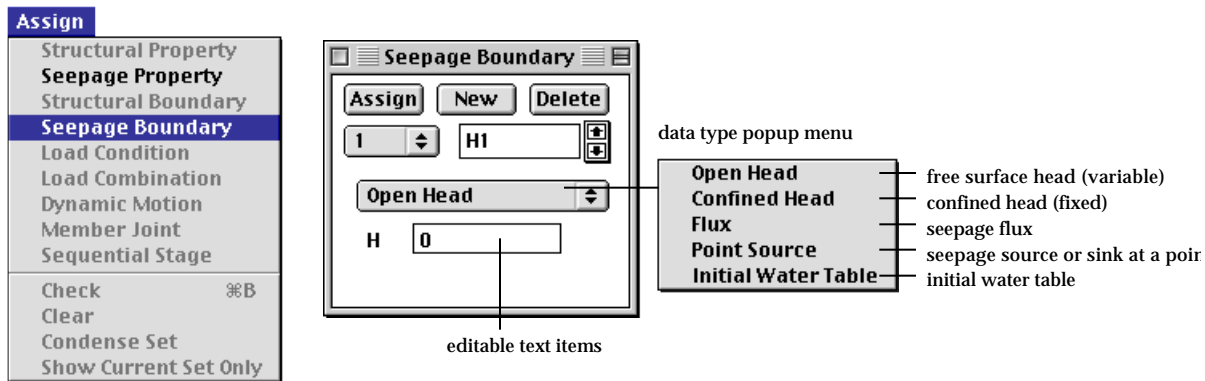 Assign
Structural Property
Seepage Property
Structural Boundary
Seepage Boundary
Load Condition
Load Combination
Dynamic Motion
Member Joint
Sequential Stage
Check ⌘B
Clear
Condense Set
Show Current Set Only
Seepage Boundary
Assign New Delete
1 H1
Open Head
H 0
editable text items
data type popup menu
Open Head free surface head (variable)
Confined Head confined head (fixed)
Flux seepage flux
Point Source seepage source or sink at a poin
Initial Water Table initial water table